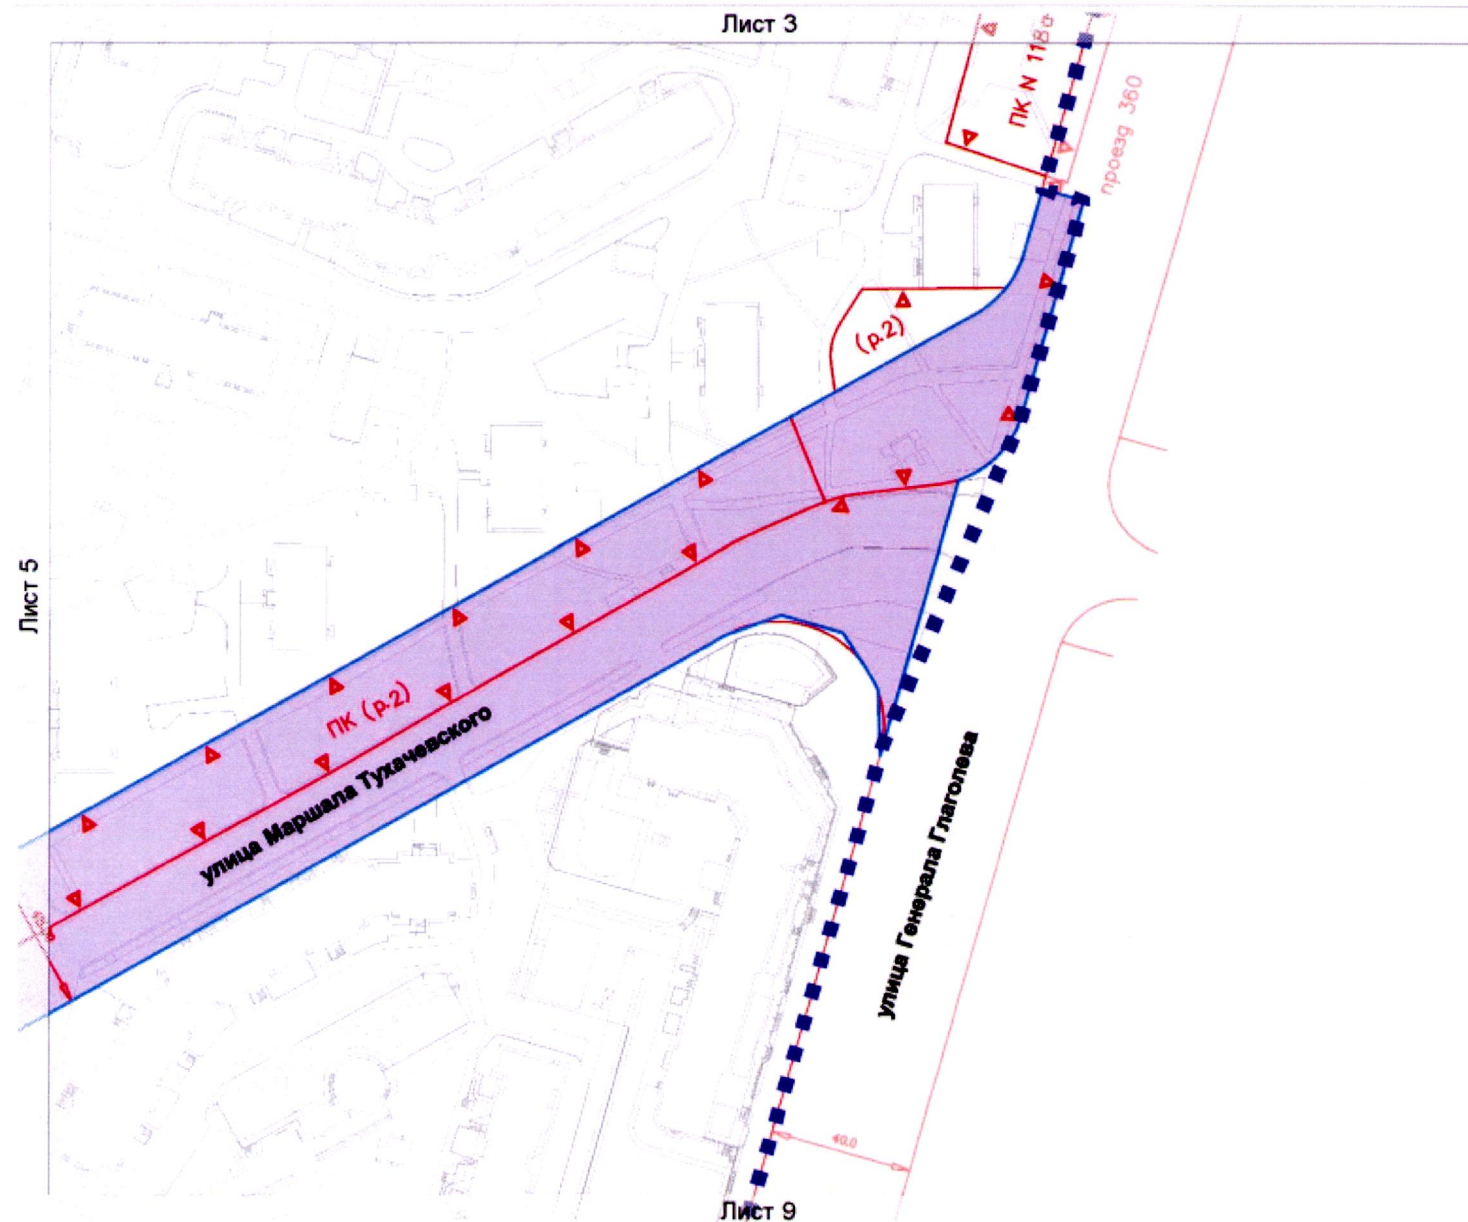 Лист 3
ПК N 118а
проезд 360
(р.2)
Лист 5
ПК (р.2)
улица Маршала Тухачевского
улица Генерала Глаголева
40,0
Лист 9